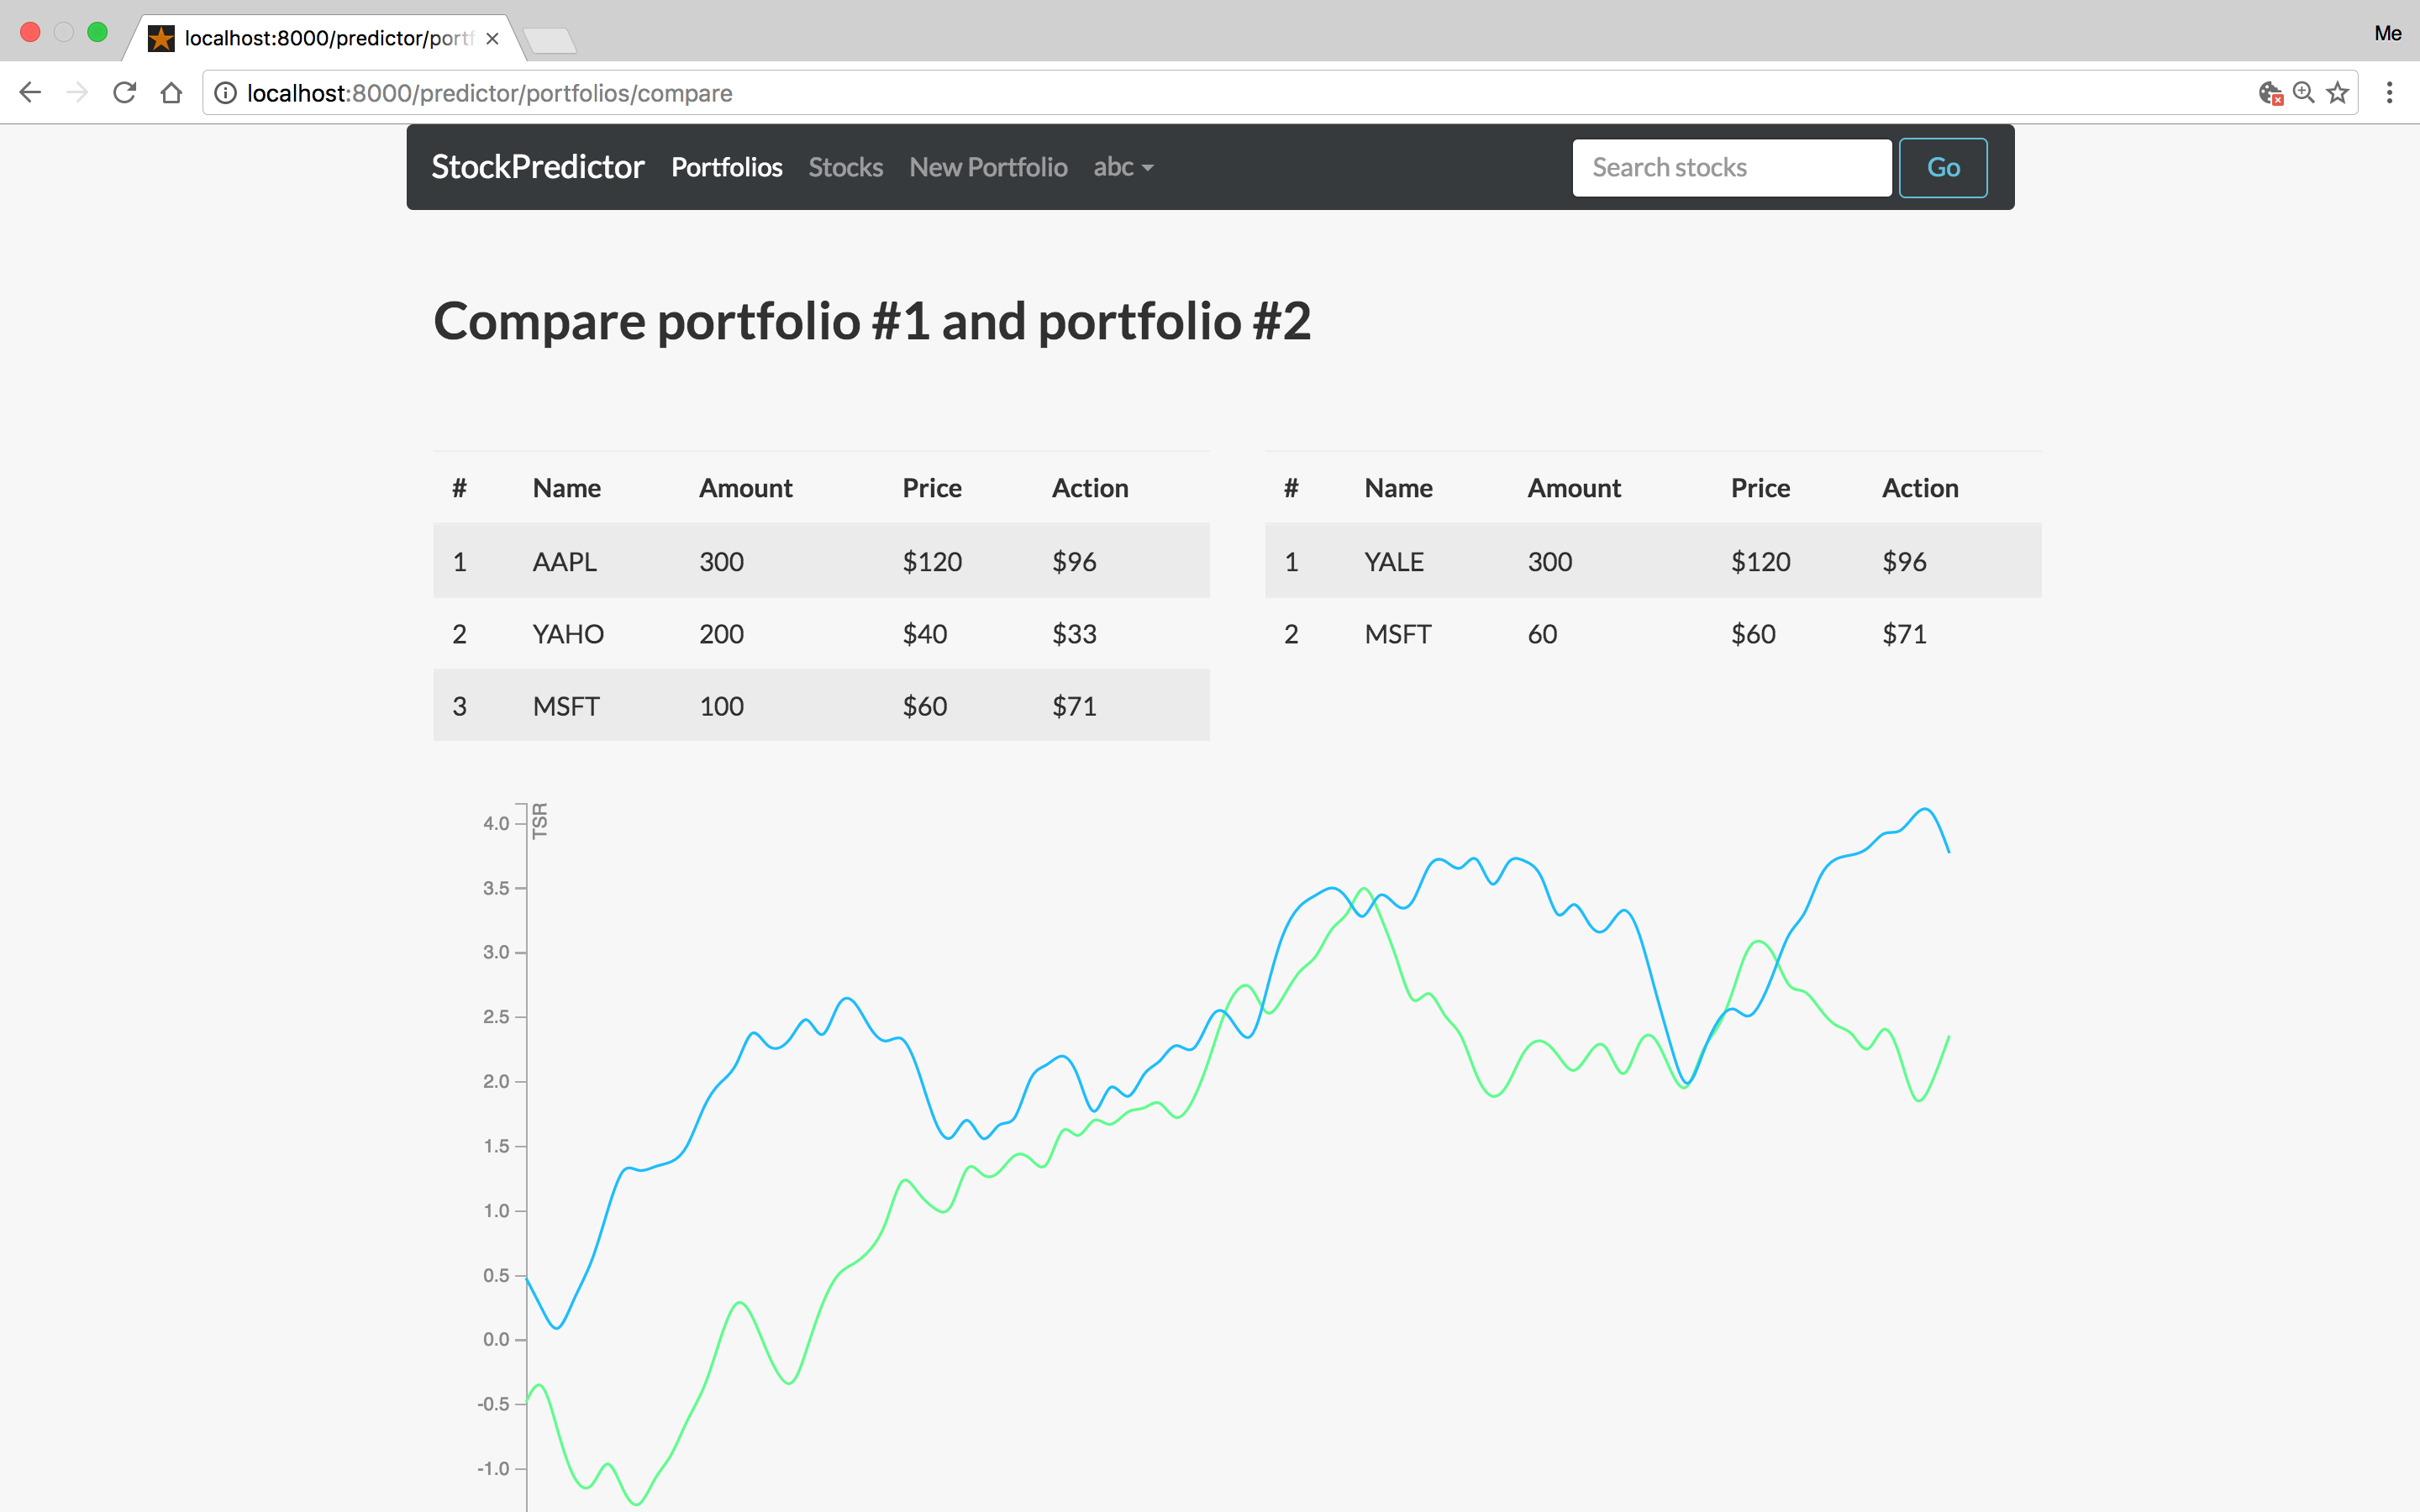 localhost:8000/predictor/portf
Me
localhost:8000/predictor/portfolios/compare
StockPredictor Portfolios Stocks New Portfolio abc Search stocks Go
Compare portfolio #1 and portfolio #2
# Name Amount Price Action
1 AAPL 300 $120 $96
2 YAHO 200 $40 $33
3 MSFT 100 $60 $71
# Name Amount Price Action
1 YALE 300 $120 $96
2 MSFT 60 $60 $71
TSR
4.0
3.5
3.0
2.5
2.0
1.5
1.0
0.5
0.0
-0.5
-1.0